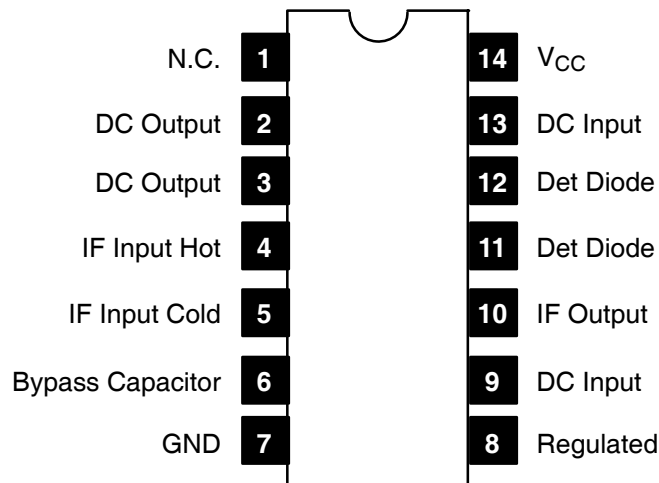 N.C. 1 14 VCC
DC Output 2 13 DC Input
DC Output 3 12 Det Diode
IF Input Hot 4 11 Det Diode
IF Input Cold 5 10 IF Output
Bypass Capacitor 6 9 DC Input
GND 7 8 Regulated